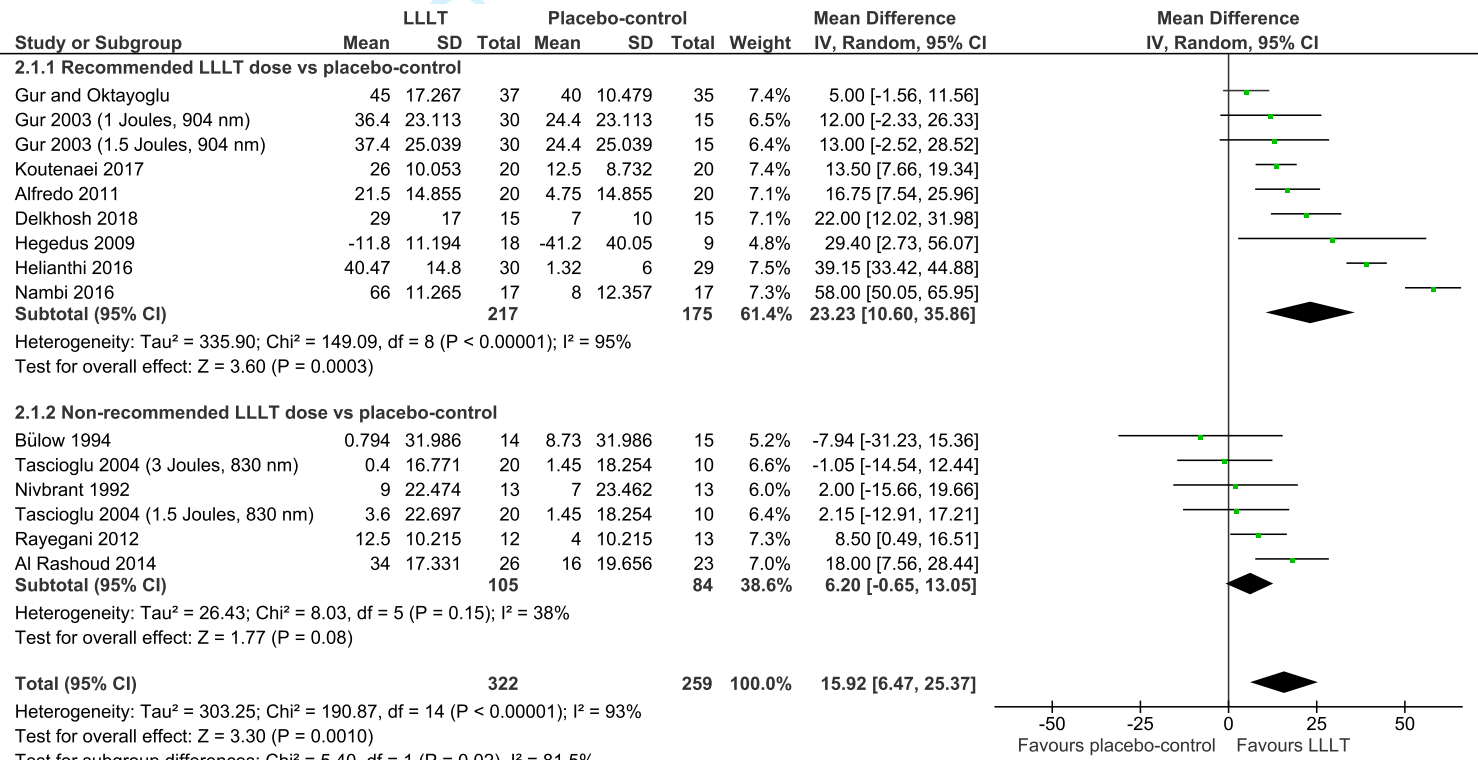 LLLT Placebo-control Mean Difference Mean Difference
Study or Subgroup Mean SD Total Mean SD Total Weight IV, Random, 95% CI IV, Random, 95% CI
2.1.1 Recommended LLLT dose vs placebo-control
Gur and Oktayoglu 45 17.267 37 40 10.479 35 7.4% 5.00 [-1.56, 11.56]
Gur 2003 (1 Joules, 904 nm) 36.4 23.113 30 24.4 23.113 15 6.5% 12.00 [-2.33, 26.33]
Gur 2003 (1.5 Joules, 904 nm) 37.4 25.039 30 24.4 25.039 15 6.4% 13.00 [-2.52, 28.52]
Koutenaei 2017 26 10.053 20 12.5 8.732 20 7.4% 13.50 [7.66, 19.34]
Alfredo 2011 21.5 14.855 20 4.75 14.855 20 7.1% 16.75 [7.54, 25.96]
Delkhosh 2018 29 17 15 7 10 15 7.1% 22.00 [12.02, 31.98]
Hegedus 2009 -11.8 11.194 18 -41.2 40.05 9 4.8% 29.40 [2.73, 56.07]
Helianthi 2016 40.47 14.8 30 1.32 6 29 7.5% 39.15 [33.42, 44.88]
Nambi 2016 66 11.265 17 8 12.357 17 7.3% 58.00 [50.05, 65.95]
Subtotal (95% CI) 217 175 61.4% 23.23 [10.60, 35.86]
Heterogeneity: Tau² = 335.90; Chi² = 149.09, df = 8 (P < 0.00001); I² = 95%
Test for overall effect: Z = 3.60 (P = 0.0003)
2.1.2 Non-recommended LLLT dose vs placebo-control
Bülow 1994 0.794 31.986 14 8.73 31.986 15 5.2% -7.94 [-31.23, 15.36]
Tascioglu 2004 (3 Joules, 830 nm) 0.4 16.771 20 1.45 18.254 10 6.6% -1.05 [-14.54, 12.44]
Nivbrant 1992 9 22.474 13 7 23.462 13 6.0% 2.00 [-15.66, 19.66]
Tascioglu 2004 (1.5 Joules, 830 nm) 3.6 22.697 20 1.45 18.254 10 6.4% 2.15 [-12.91, 17.21]
Rayegani 2012 12.5 10.215 12 4 10.215 13 7.3% 8.50 [0.49, 16.51]
Al Rashoud 2014 34 17.331 26 16 19.656 23 7.0% 18.00 [7.56, 28.44]
Subtotal (95% CI) 105 84 38.6% 6.20 [-0.65, 13.05]
Heterogeneity: Tau² = 26.43; Chi² = 8.03, df = 5 (P = 0.15); I² = 38%
Test for overall effect: Z = 1.77 (P = 0.08)
Total (95% CI) 322 259 100.0% 15.92 [6.47, 25.37]
Heterogeneity: Tau² = 303.25; Chi² = 190.87, df = 14 (P < 0.00001); I² = 93%
Test for overall effect: Z = 3.30 (P = 0.0010)
Test for subgroup differences: Chi² = 5.40, df = 1 (P = 0.02), I² = 81.5%
-50 -25 0 25 50
Favours placebo-control Favours LLLT